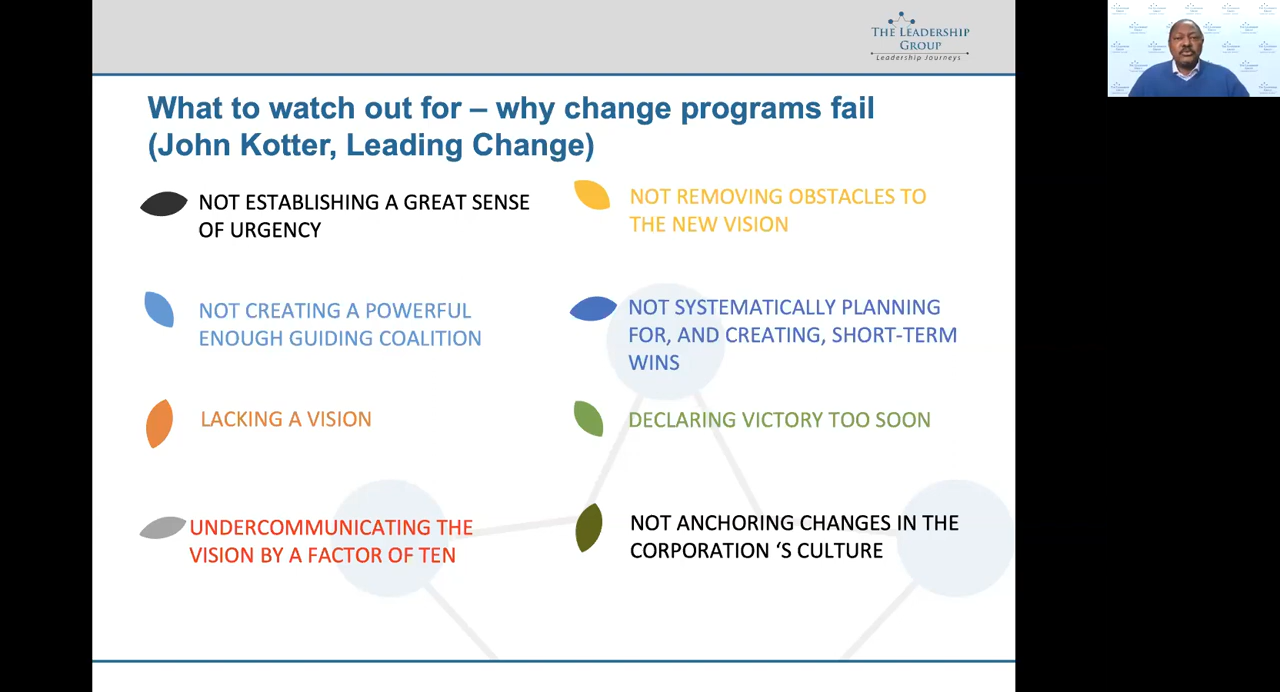 THE LEADERSHIP
GROUP
Leadership Journeys
What to watch out for – why change programs fail
(John Kotter, Leading Change)
NOT ESTABLISHING A GREAT SENSE
OF URGENCY
NOT CREATING A POWERFUL
ENOUGH GUIDING COALITION
LACKING A VISION
UNDERCOMMUNICATING THE
VISION BY A FACTOR OF TEN
NOT REMOVING OBSTACLES TO
THE NEW VISION
NOT SYSTEMATICALLY PLANNING
FOR, AND CREATING, SHORT-TERM
WINS
DECLARING VICTORY TOO SOON
NOT ANCHORING CHANGES IN THE
CORPORATION ‘S CULTURE